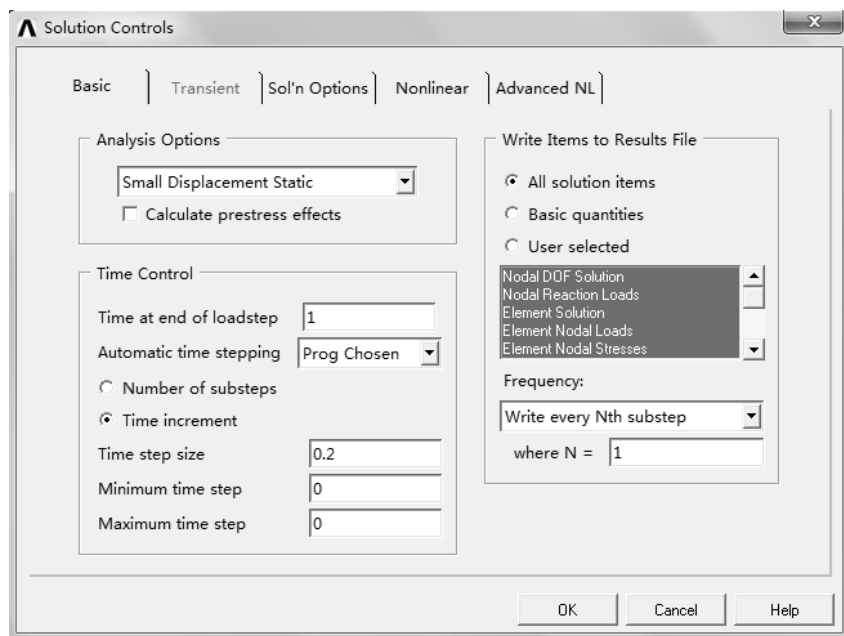 Solution Controls
Basic
Transient
Sol'n Options
Nonlinear
Advanced NL
Analysis Options
Small Displacement Static
Calculate prestress effects
Time Control
Time at end of loadstep 1
Automatic time stepping Prog Chosen
Number of substeps
Time increment
Time step size 0.2
Minimum time step 0
Maximum time step 0
Write Items to Results File
All solution items
Basic quantities
User selected
Nodal DOF Solution
Nodal Reaction Loads
Element Solution
Element Nodal Loads
Element Nodal Stresses
Frequency:
Write every Nth substep
where N = 1
OK
Cancel
Help